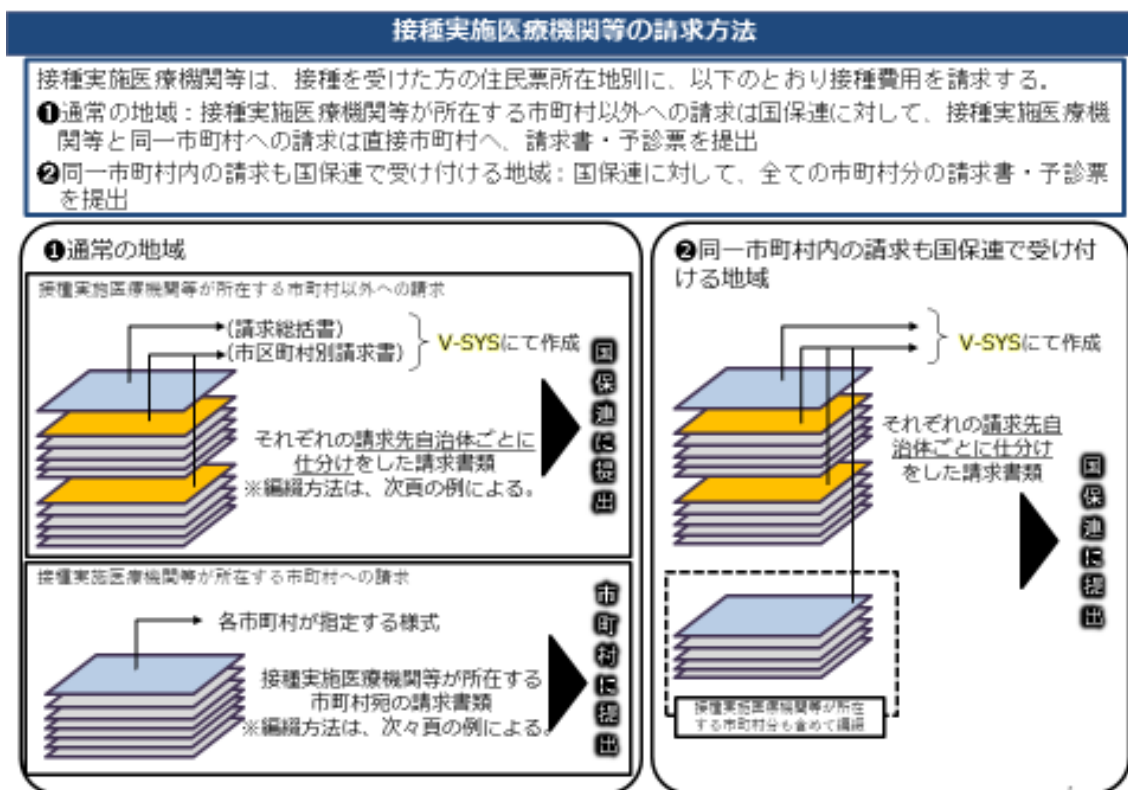 接種実施医療機関等の請求方法
接種実施医療機関等は、接種を受けた方の住民票所在地別に、以下のとおり接種費用を請求する。
❶通常の地域：接種実施医療機関等が所在する市町村以外への請求は国保連に対して、接種実施医療機
関等と同一市町村への請求は直接市町村へ、請求書・予診票を提出
❷同一市町村内の請求も国保連で受け付ける地域：国保連に対して、全ての市町村分の請求書・予診票
を提出
❶通常の地域
接種実施医療機関等が所在する市町村以外への請求
(請求総括書)
(市区町村別請求書)
V-SYSにて作成
それぞれの請求先自治体ごとに
仕分けをした請求書類
※編綴方法は、次頁の例による。
国保連に提出
接種実施医療機関等が所在する市町村への請求
各市町村が指定する様式
接種実施医療機関等が所在する
市町村宛の請求書類
※編綴方法は、次々頁の例による。
市町村に提出
❷同一市町村内の請求も国保連で受け付
ける地域
V-SYSにて作成
それぞれの請求先自
治体ごとに仕分け
をした請求書類
国保連に提出
接種実施医療機関等が所在
する市町村分も含めて編綴